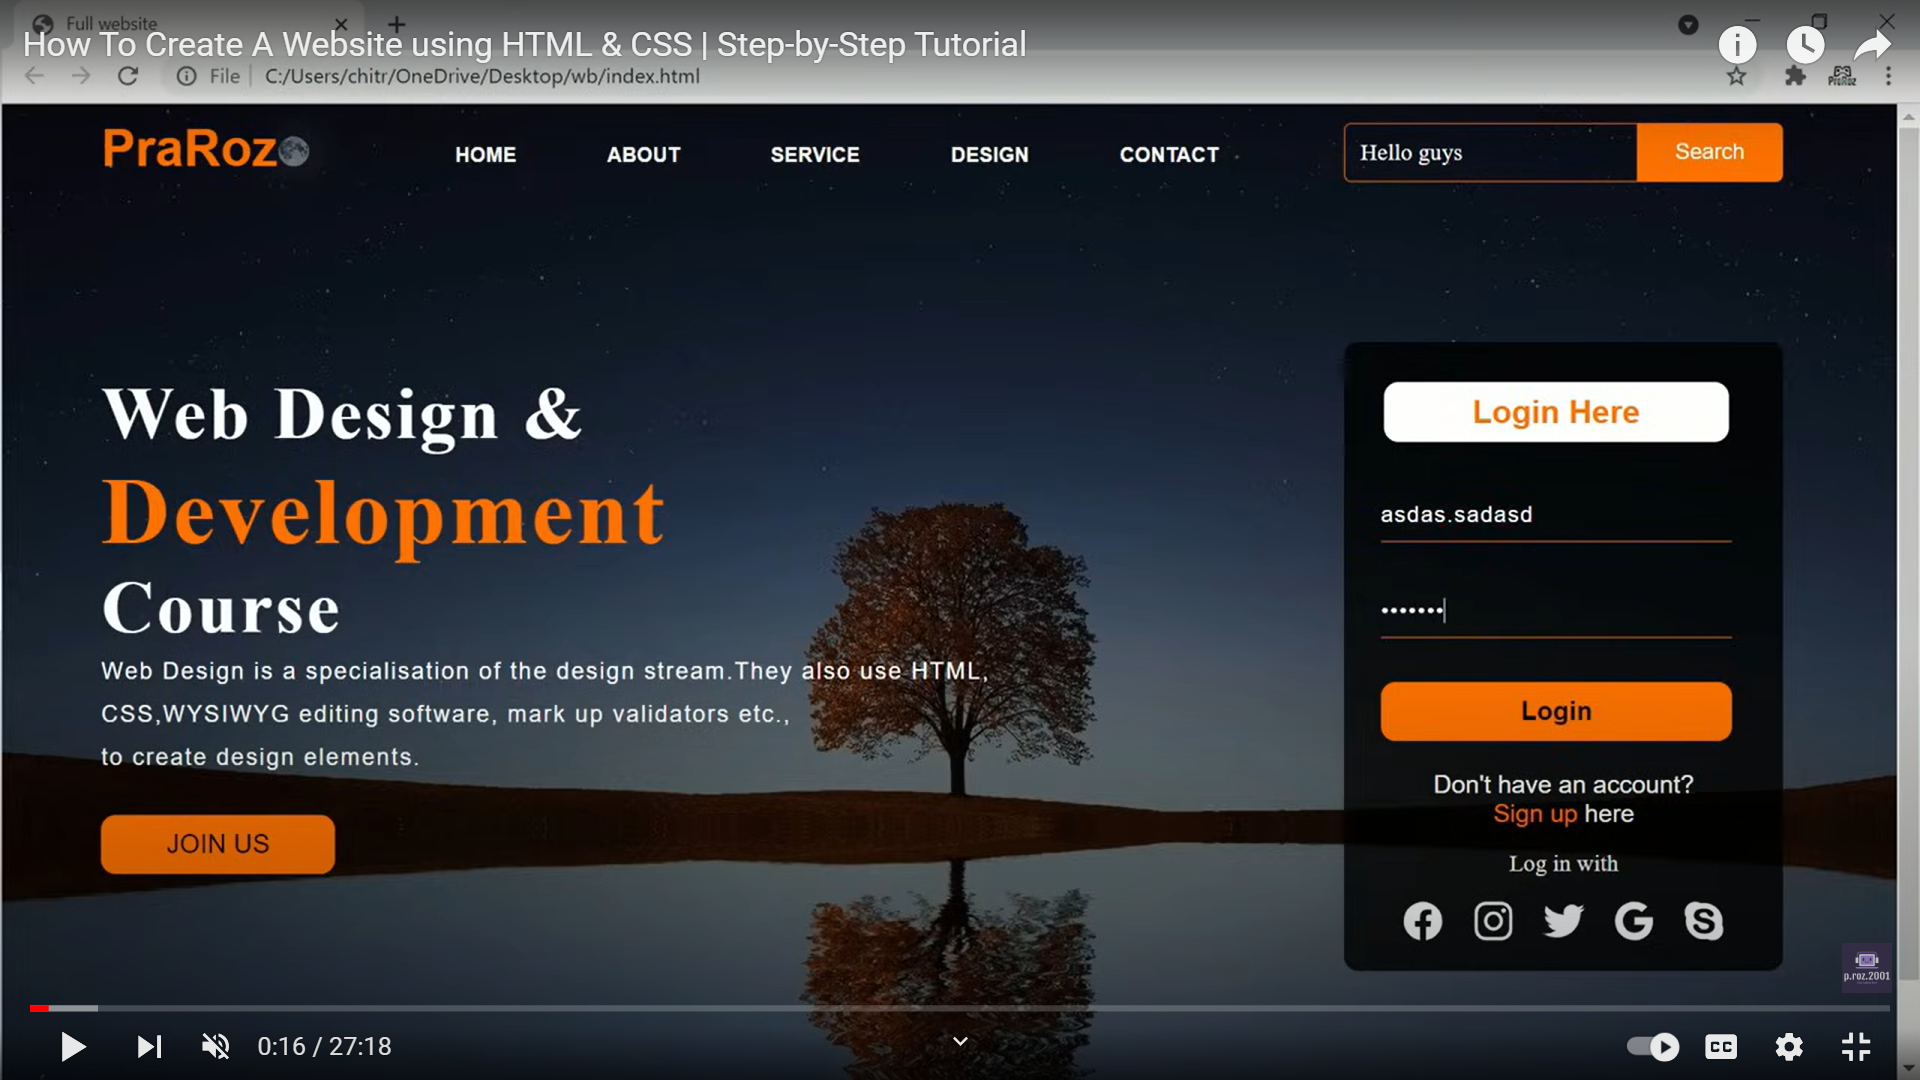 Full website
How To Create A Website using HTML & CSS | Step-by-Step Tutorial
File
C:/Users/chitr/OneDrive/Desktop/wb/index.html
PraRoz
HOME
ABOUT
SERVICE
DESIGN
CONTACT
Hello guys
Search
Web Design &
Development
Course
Web Design is a specialisation of the design stream.They also use HTML,
CSS,WYSIWYG editing software, mark up validators etc.,
to create design elements.
JOIN US
Login Here
asdas.sadasd
•••••••
Login
Don't have an account?
Sign up here
Log in with
p.roz.2001
0:16 / 27:18
CC